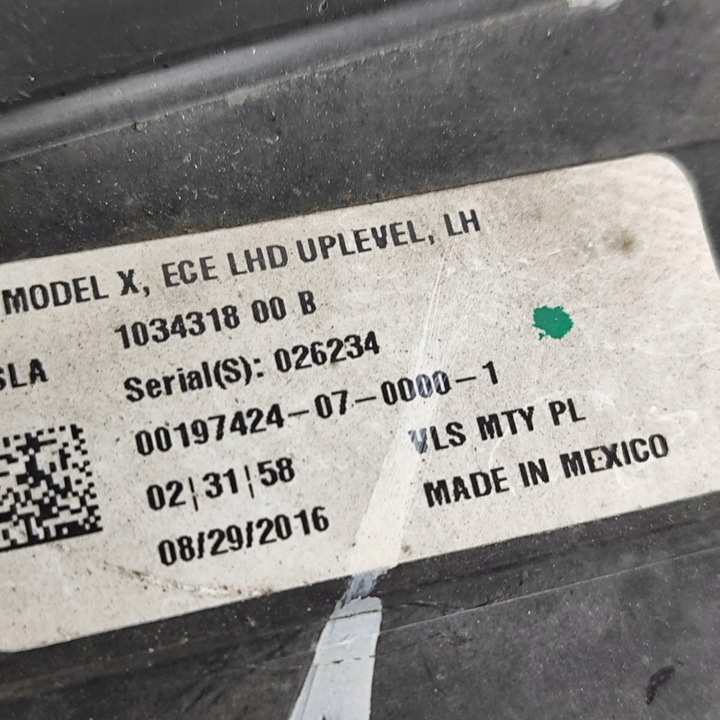 MODEL X, ECE LHD UPLEVEL, LH
1034318 00 B
SLA
Serial(S): 026234
00197424-07-0000-1
02¦31¦58
VLS MTY PL
08/29/2016
MADE IN MEXICO